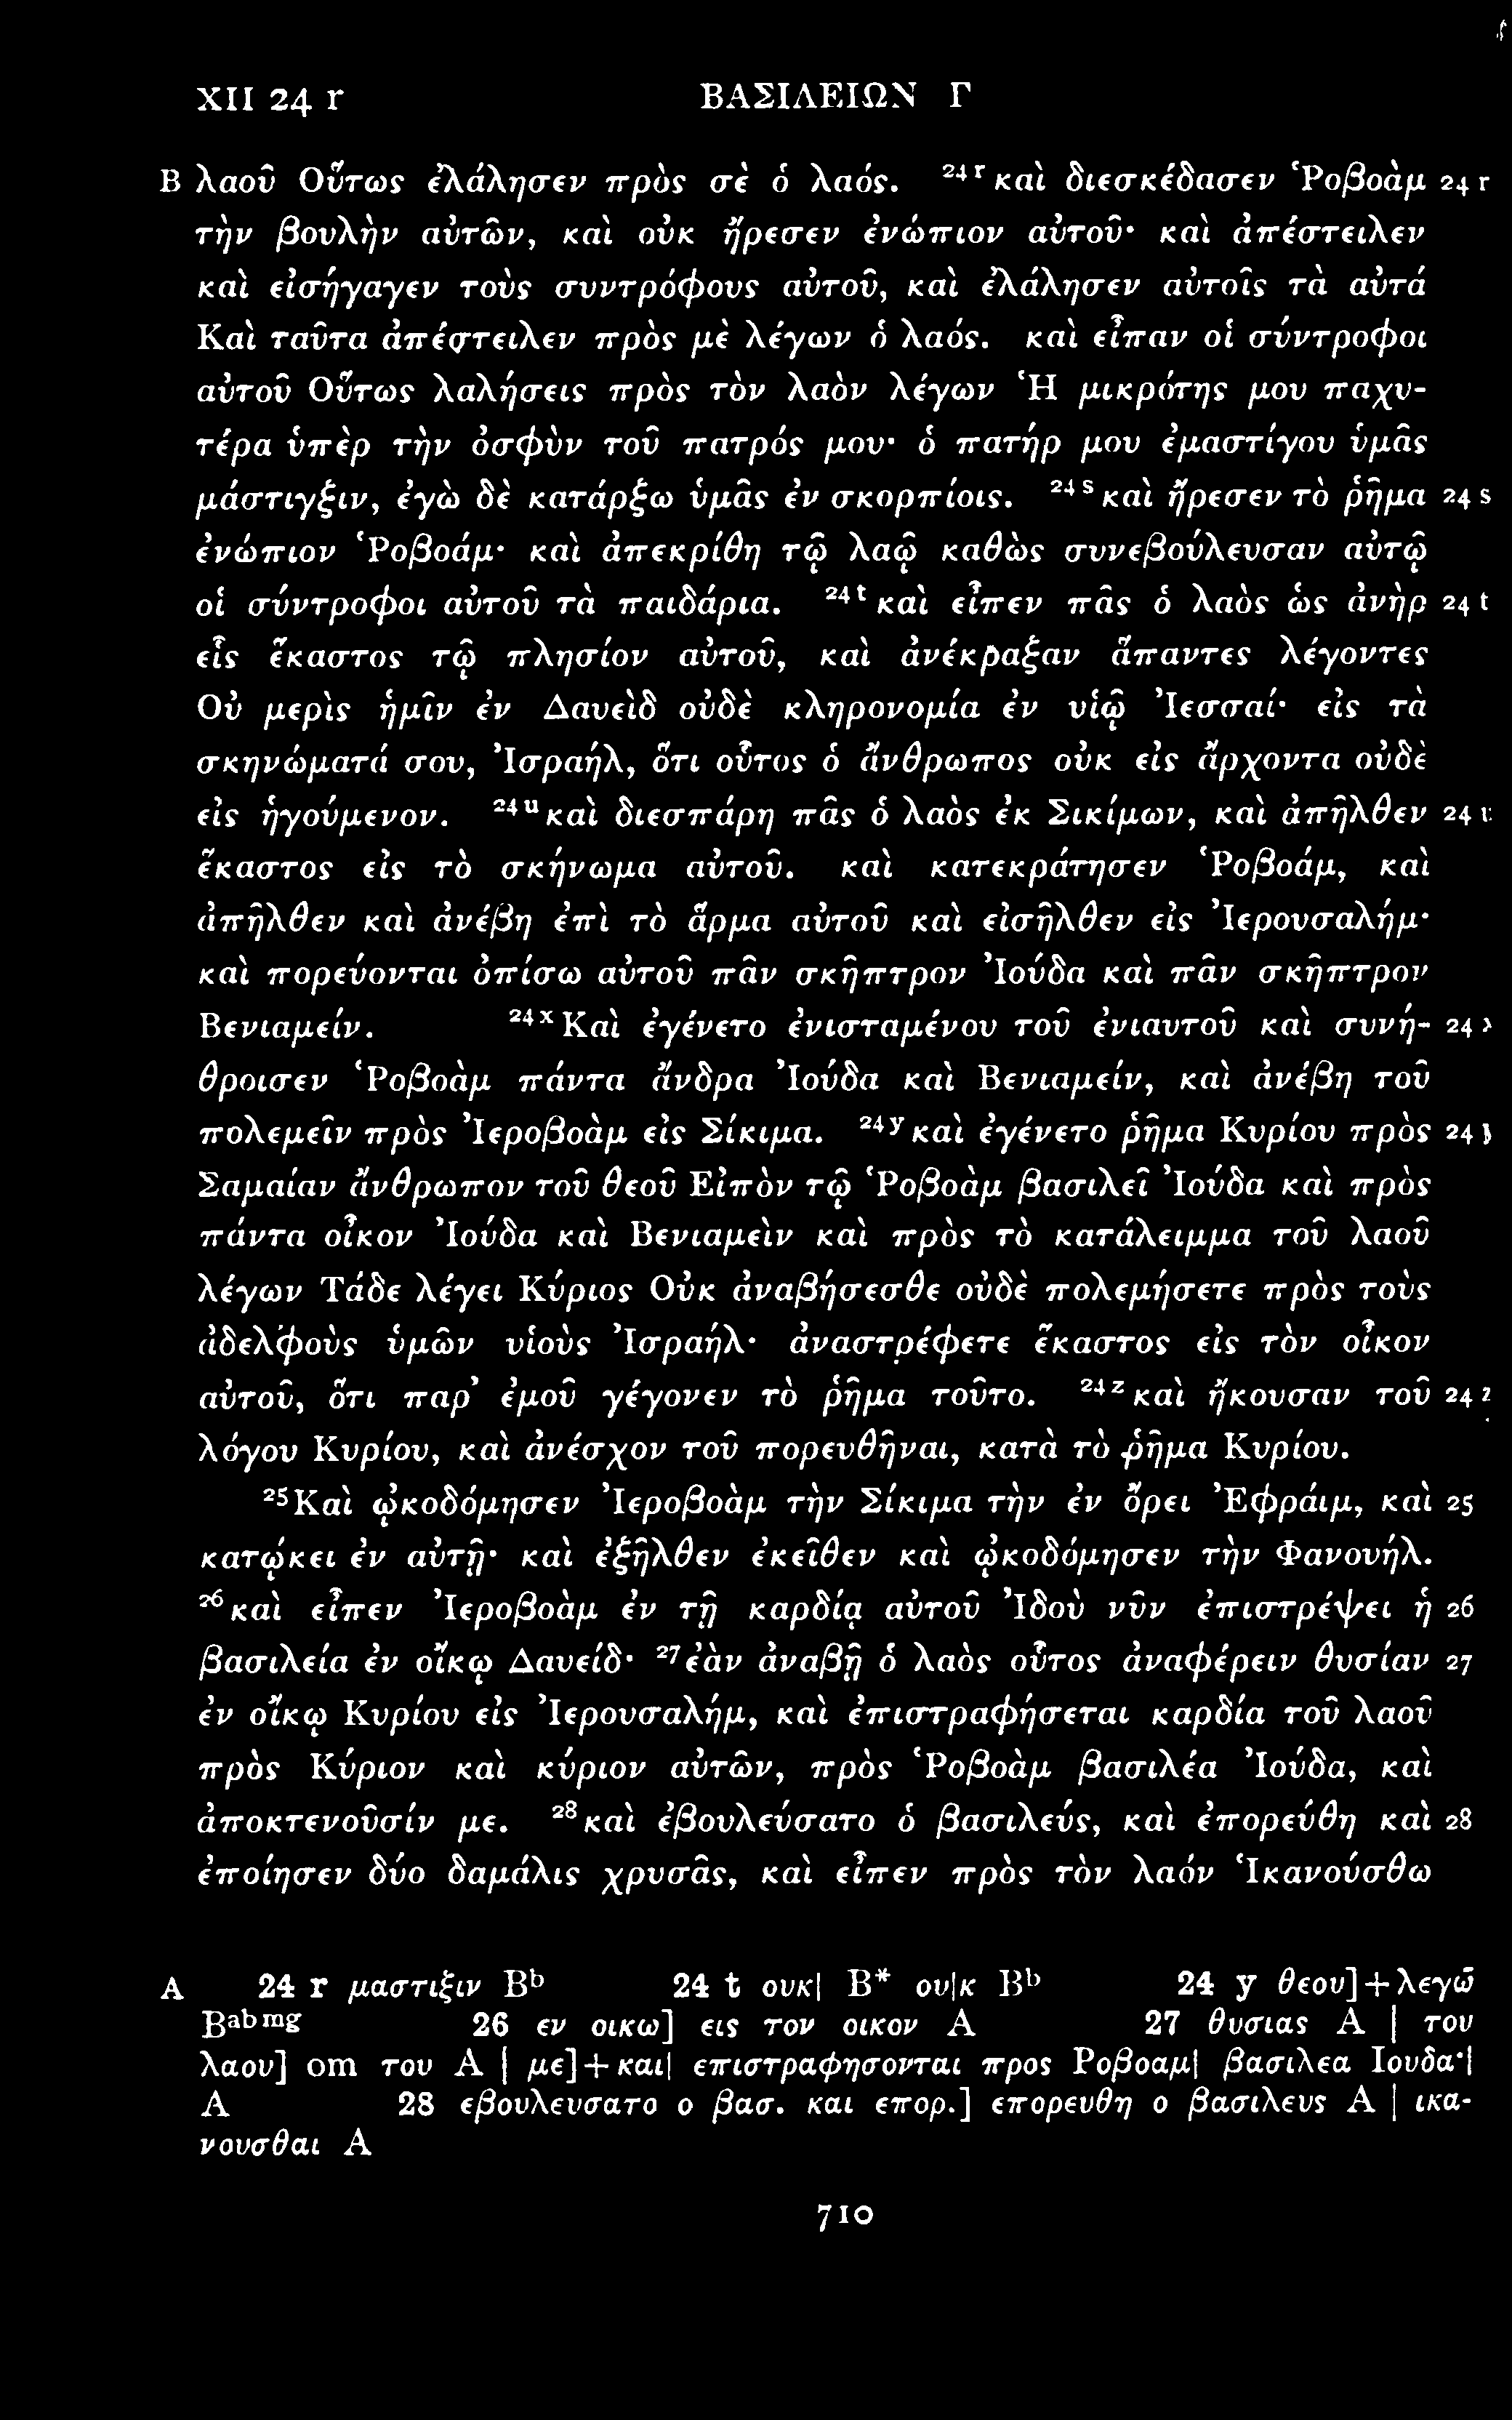 XII 24 r ΒΑΣΙΛΕΙΩΝ Γ
B λαοῦ Οὕτως ἐλάλησεν πρὸς σὲ ὁ λαός. ²⁴ʳκαὶ διεσκέδασεν Ῥοβοὰμ 24 r
τὴν βουλὴν αὐτῶν, καὶ οὐκ ἤρεσεν ἐνώπιον αὐτοῦ· καὶ ἀπέστειλεν
καὶ εἰσήγαγεν τοὺς συντρόφους αὐτοῦ, καὶ ἐλάλησεν αὐτοῖς τὰ αὐτά
Καὶ ταῦτα ἀπέστειλεν πρὸς μὲ λέγων ὁ λαός. καὶ εἶπαν οἱ σύντροφοι
αὐτοῦ Οὕτως λαλήσεις πρὸς τὸν λαὸν λέγων Ἡ μικρότης μου παχυ-
τέρα ὑπὲρ τὴν ὀσφὺν τοῦ πατρός μου· ὁ πατήρ μου ἐμαστίγου ὑμᾶς
μάστιγξιν, ἐγὼ δὲ κατάρξω ὑμᾶς ἐν σκορπίοις. ²⁴ˢκαὶ ἤρεσεν τὸ ῥῆμα 24 s
ἐνώπιον Ῥοβοάμ· καὶ ἀπεκρίθη τῷ λαῷ καθὼς συνεβούλευσαν αὐτῷ
οἱ σύντροφοι αὐτοῦ τὰ παιδάρια. ²⁴ᵗκαὶ εἶπεν πᾶς ὁ λαὸς ὡς ἀνὴρ 24 t
εἷς ἕκαστος τῷ πλησίον αὐτοῦ, καὶ ἀνέκραξαν ἅπαντες λέγοντες
Οὐ μερὶς ἡμῖν ἐν Δαυεὶδ οὐδὲ κληρονομία ἐν υἱῷ Ἰεσσαί· εἰς τὰ
σκηνώματά σου, Ἰσραήλ, ὅτι οὗτος ὁ ἄνθρωπος οὐκ εἰς ἄρχοντα οὐδὲ
εἰς ἡγούμενον. ²⁴ᵘκαὶ διεσπάρη πᾶς ὁ λαὸς ἐκ Σικίμων, καὶ ἀπῆλθεν 24 u
ἕκαστος εἰς τὸ σκήνωμα αὐτοῦ. καὶ κατεκράτησεν Ῥοβοάμ, καὶ
ἀπῆλθεν καὶ ἀνέβη ἐπὶ τὸ ἅρμα αὐτοῦ καὶ εἰσῆλθεν εἰς Ἰερουσαλήμ·
καὶ πορεύονται ὀπίσω αὐτοῦ πᾶν σκῆπτρον Ἰούδα καὶ πᾶν σκῆπτρον
Βενιαμείν. ²⁴ˣΚαὶ ἐγένετο ἐνισταμένου τοῦ ἐνιαυτοῦ καὶ συνή- 24 x
θροισεν Ῥοβοὰμ πάντα ἄνδρα Ἰούδα καὶ Βενιαμείν, καὶ ἀνέβη τοῦ
πολεμεῖν πρὸς Ἰεροβοὰμ εἰς Σίκιμα. ²⁴ʸκαὶ ἐγένετο ῥῆμα Κυρίου πρὸς 24 y
Σαμαίαν ἄνθρωπον τοῦ θεοῦ Εἰπὸν τῷ Ῥοβοὰμ βασιλεῖ Ἰούδα καὶ πρὸς
πάντα οἶκον Ἰούδα καὶ Βενιαμεὶν καὶ πρὸς τὸ κατάλειμμα τοῦ λαοῦ
λέγων Τάδε λέγει Κύριος Οὐκ ἀναβήσεσθε οὐδὲ πολεμήσετε πρὸς τοὺς
ἀδελφοὺς ὑμῶν υἱοὺς Ἰσραήλ· ἀναστρέφετε ἕκαστος εἰς τὸν οἶκον
αὐτοῦ, ὅτι παρ’ ἐμοῦ γέγονεν τὸ ῥῆμα τοῦτο. ²⁴ᶻκαὶ ἤκουσαν τοῦ 24 z
λόγου Κυρίου, καὶ ἀνέσχον τοῦ πορευθῆναι, κατὰ τὸ ῥῆμα Κυρίου.
²⁵Καὶ ᾠκοδόμησεν Ἰεροβοὰμ τὴν Σίκιμα τὴν ἐν ὄρει Ἐφράιμ, καὶ 25
κατῴκει ἐν αὐτῇ· καὶ ἐξῆλθεν ἐκεῖθεν καὶ ᾠκοδόμησεν τὴν Φανουήλ.
²⁶καὶ εἶπεν Ἰεροβοὰμ ἐν τῇ καρδίᾳ αὐτοῦ Ἰδοὺ νῦν ἐπιστρέψει ἡ 26
βασιλεία ἐν οἴκῳ Δαυείδ· ²⁷ἐὰν ἀναβῇ ὁ λαὸς οὗτος ἀναφέρειν θυσίαν 27
ἐν οἴκῳ Κυρίου εἰς Ἰερουσαλήμ, καὶ ἐπιστραφήσεται καρδία τοῦ λαοῦ
πρὸς Κύριον καὶ κύριον αὐτῶν, πρὸς Ῥοβοὰμ βασιλέα Ἰούδα, καὶ
ἀποκτενοῦσίν με. ²⁸καὶ ἐβουλεύσατο ὁ βασιλεύς, καὶ ἐπορεύθη καὶ 28
ἐποίησεν δύο δαμάλις χρυσᾶς, καὶ εἶπεν πρὸς τὸν λαόν Ἱκανούσθω
A 24 r μαστιξιν Bᵇ 24 t ουκ| B* ου|κ Bᵇ 24 y θεου]+λεγω̄
Bᵃᵇᵐᵍ 26 εν οικω] εις τον οικον A 27 θυσιας A | του
λαου] om του A | με]+και| επιστραφησονται προς Ροβοαμ| βασιλεα Ιουδα·|
A 28 εβουλευσατο ο βασ. και επορ.] επορευθη ο βασιλευς A | ικα-
νουσθαι A
710